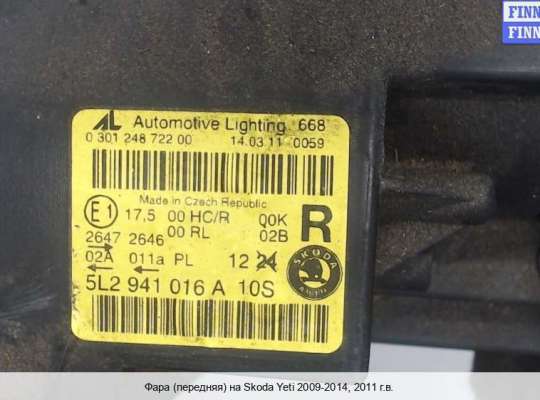 FINN
FINN
AL Automotive Lighting 668
0 301 248 722 00 14.03.11 0059
Made in Czech Republic
E1 17,5 00 HC/R 00K R
00 RL 02B
2647 2646
02A 011a PL 12 24
SKODA
AUTO
5L2 941 016 A 10S
Фара (передняя) на Skoda Yeti 2009-2014, 2011 г.в.